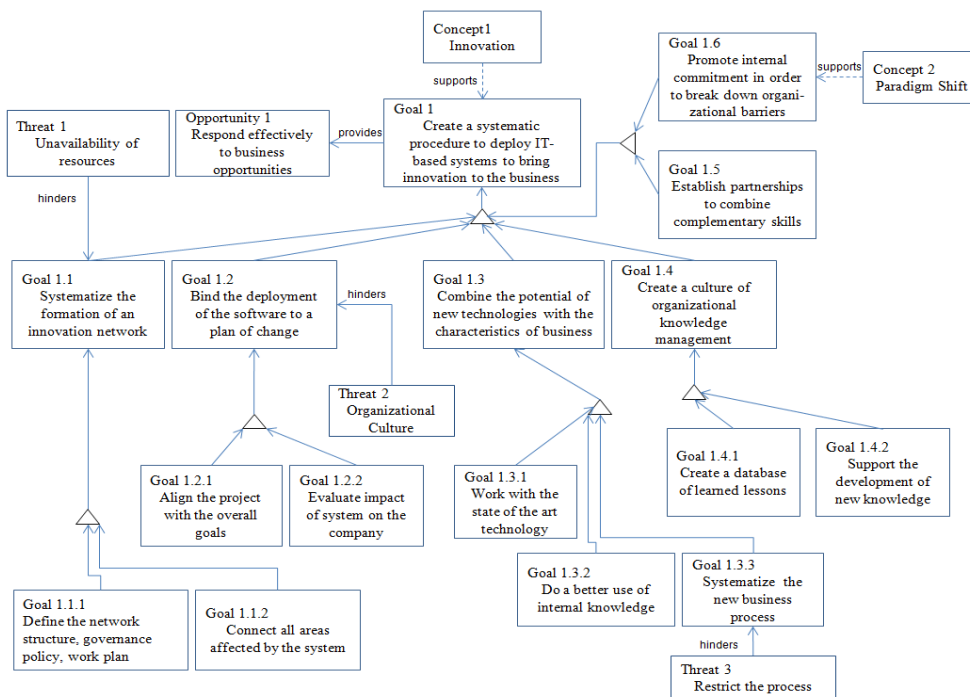 Concept1
Innovation
supports
Goal 1.6
Promote internal
commitment in order
to break down organi-
zational barriers
supports
Concept 2
Paradigm Shift
Threat 1
Unavailability of
resources
hinders
Opportunity 1
Respond effectively
to business
opportunities
provides
Goal 1
Create a systematic
procedure to deploy IT-
based systems to bring
innovation to the business
Goal 1.5
Establish partnerships
to combine
complementary skills
Goal 1.1
Systematize the
formation of an
innovation network
Goal 1.2
Bind the deployment
of the software to a
plan of change
hinders
Threat 2
Organizational
Culture
Goal 1.3
Combine the potential of
new technologies with the
characteristics of business
Goal 1.4
Create a culture of
organizational
knowledge
management
Goal 1.2.1
Align the project
with the overall
goals
Goal 1.2.2
Evaluate impact
of system on the
company
Goal 1.3.1
Work with the
state of the art
technology
Goal 1.4.1
Create a database
of learned lessons
Goal 1.4.2
Support the
development of
new knowledge
Goal 1.1.1
Define the network
structure, governance
policy, work plan
Goal 1.1.2
Connect all areas
affected by the system
Goal 1.3.2
Do a better use of
internal knowledge
Goal 1.3.3
Systematize the
new business
process
hinders
Threat 3
Restrict the process